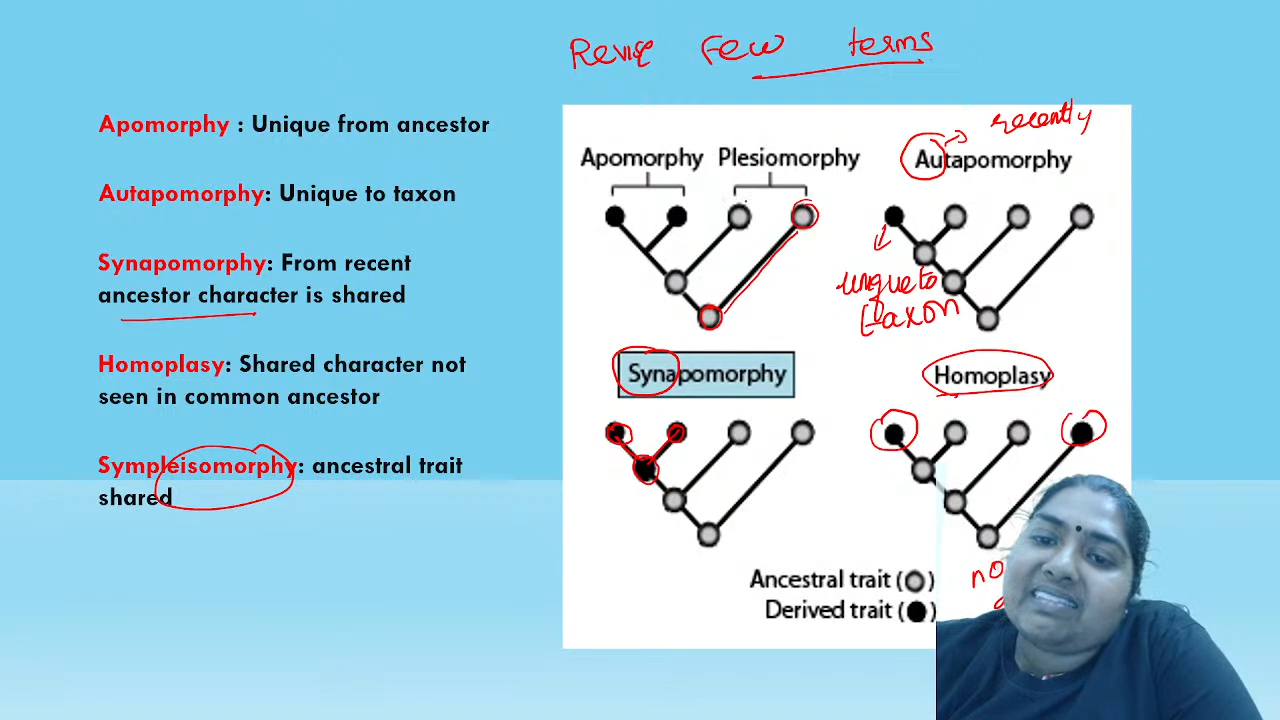 Revise Few terms
Apomorphy : Unique from ancestor
Autapomorphy: Unique to taxon
Synapomorphy: From recent
ancestor character is shared
Homoplasy: Shared character not
seen in common ancestor
Sympleisomorphy: ancestral trait
shared
Apomorphy Plesiomorphy
recently
Autapomorphy
unique to
taxon
Synapomorphy
Homoplasy
Ancestral trait ( )
Derived trait ( )
no